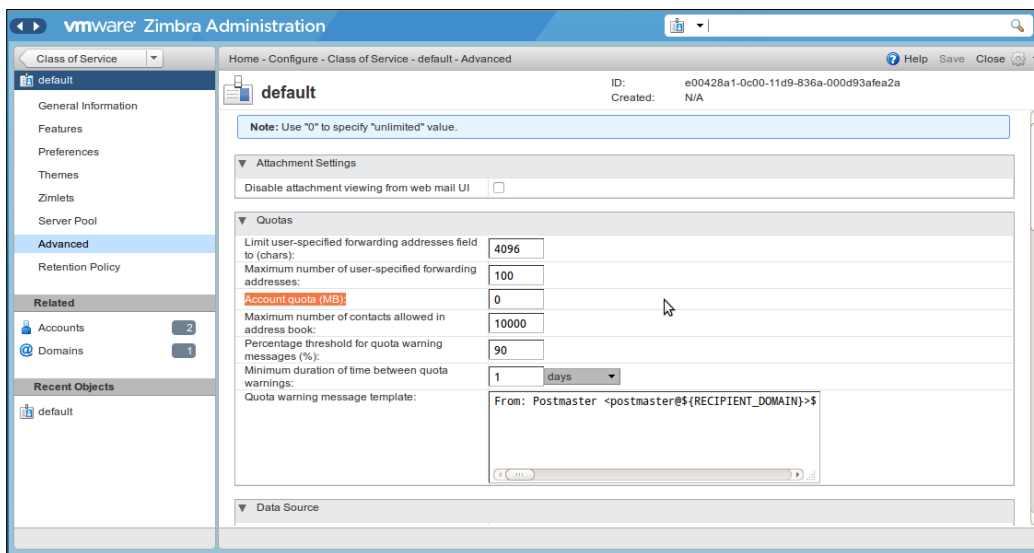 vmware Zimbra Administration
Class of Service
Home - Configure - Class of Service - default - Advanced
Help Save Close
default
General Information
Features
Preferences
Themes
Zimlets
Server Pool
Advanced
Retention Policy
Related
Accounts 2
Domains 1
Recent Objects
default
default
ID: e00428a1-0c00-11d9-836a-000d93afea2a
Created: N/A
Note: Use "0" to specify "unlimited" value.
Attachment Settings
Disable attachment viewing from web mail UI
Quotas
Limit user-specified forwarding addresses field
to (chars):
4096
Maximum number of user-specified forwarding
addresses:
100
Account quota (MB):
0
Maximum number of contacts allowed in
address book:
10000
Percentage threshold for quota warning
messages (%):
90
Minimum duration of time between quota
warnings:
1 days
Quota warning message template:
From: Postmaster <postmaster@${RECIPIENT_DOMAIN}>$
Data Source